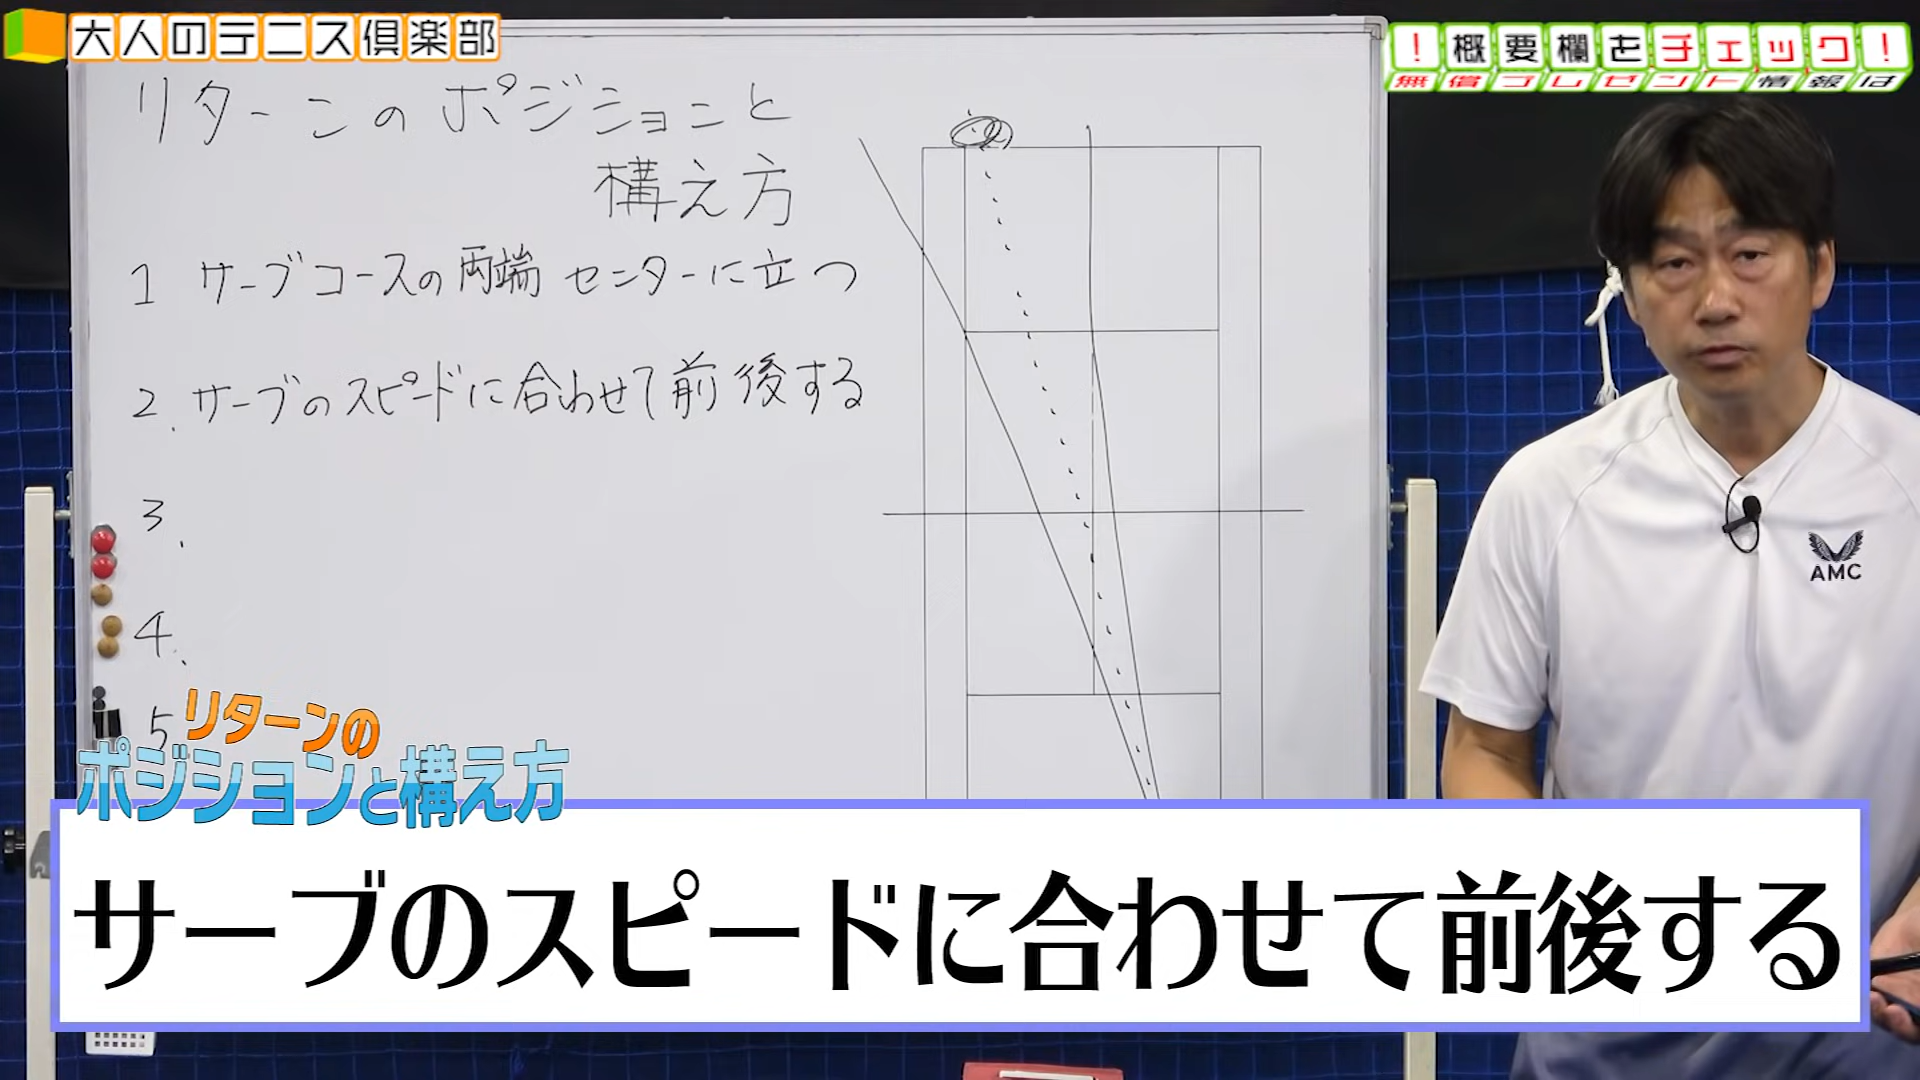 大人のテニス倶楽部
！概要欄をチェック！
無償プレゼント情報は
リターンのポジションと
構え方
1 サーブコースの両端センターに立つ
2. サーブのスピードに合わせて前後する
3.
4.
5
AMC
リターンの
ポジションと構え方
サーブのスピードに合わせて前後する